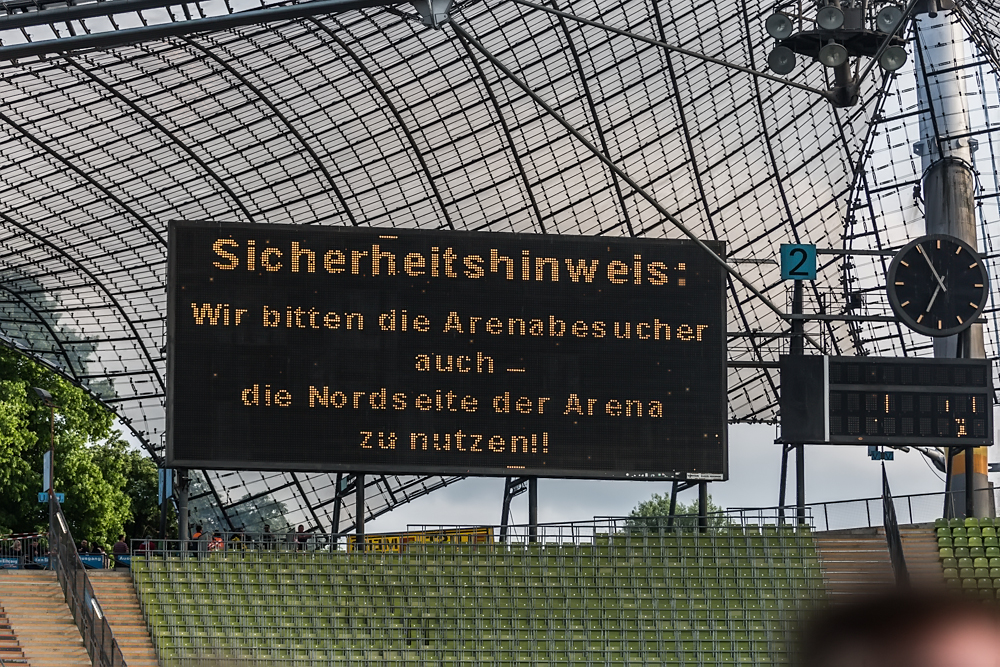 Sicherheitshinweis:
Wir bitten die Arenabesucher
auch _
die Nordseite der Arena
zu nutzen!!
2